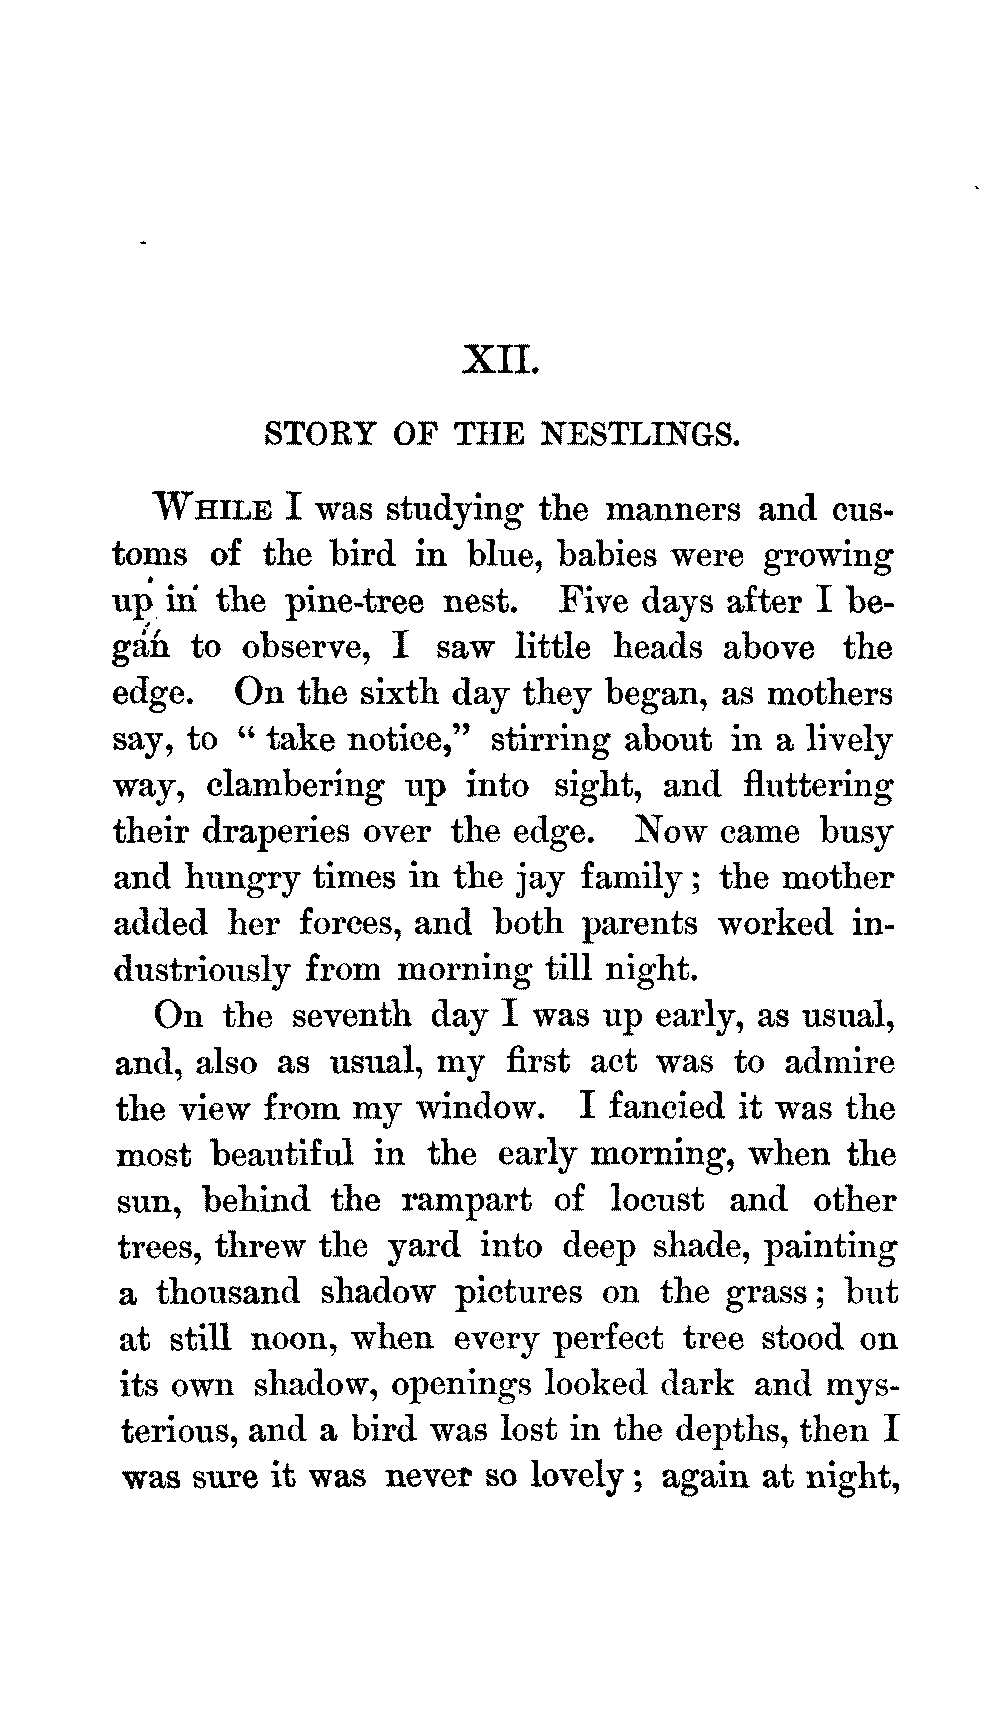 XII.
STORY OF THE NESTLINGS.
WHILE I was studying the manners and cus-
toms of the bird in blue, babies were growing
up in the pine-tree nest. Five days after I be-
gan to observe, I saw little heads above the
edge. On the sixth day they began, as mothers
say, to “ take notice,” stirring about in a lively
way, clambering up into sight, and fluttering
their draperies over the edge. Now came busy
and hungry times in the jay family ; the mother
added her forces, and both parents worked in-
dustriously from morning till night.
On the seventh day I was up early, as usual,
and, also as usual, my first act was to admire
the view from my window. I fancied it was the
most beautiful in the early morning, when the
sun, behind the rampart of locust and other
trees, threw the yard into deep shade, painting
a thousand shadow pictures on the grass ; but
at still noon, when every perfect tree stood on
its own shadow, openings looked dark and mys-
terious, and a bird was lost in the depths, then I
was sure it was never so lovely ; again at night,